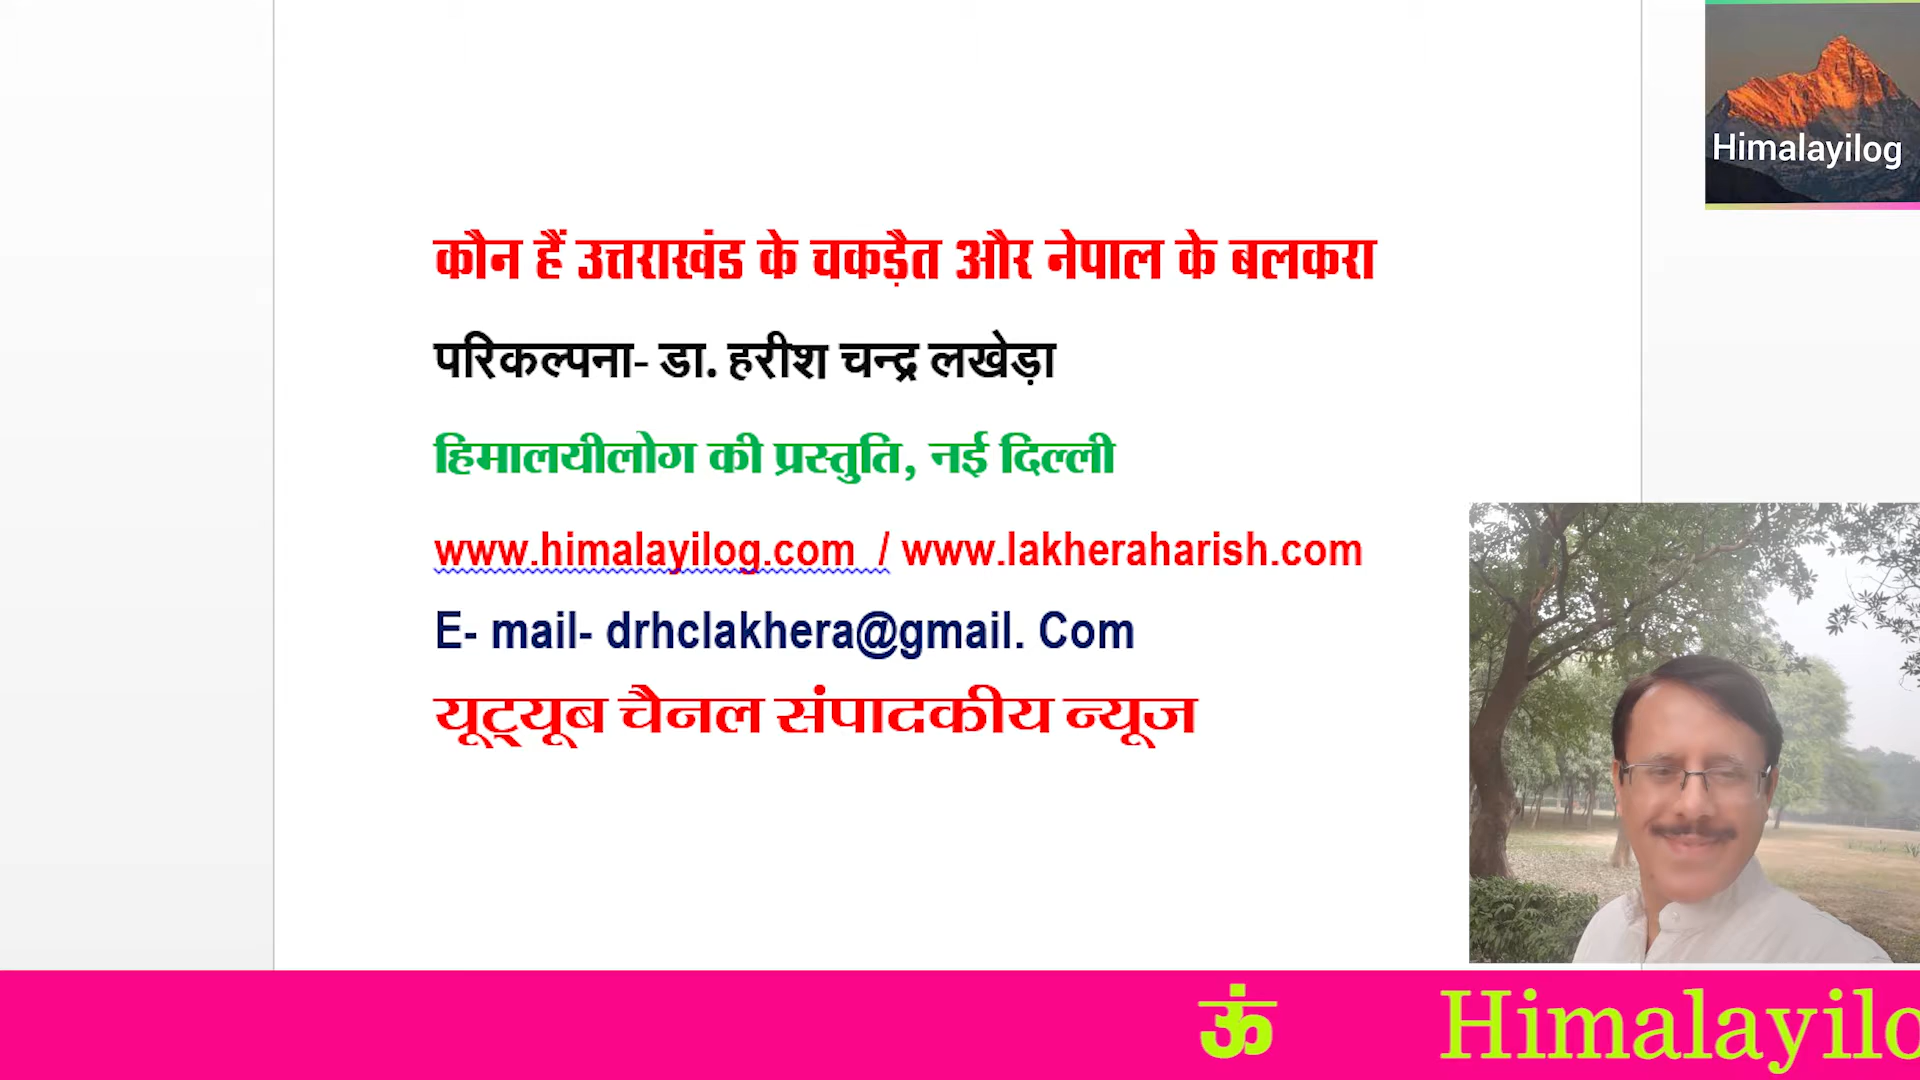 Himalayilog
कौन हैं उत्तराखंड के चकड़ैत और नेपाल के बलकरा
परिकल्पना- डा. हरीश चन्द्र लखेड़ा
हिमालयीलोग की प्रस्तुति, नई दिल्ली
www.himalayilog.com / www.lakheraharish.com
E- mail- drhclakhera@gmail. Com
यूट्यूब चैनल संपादकीय न्यूज
ऊं Himalayilo